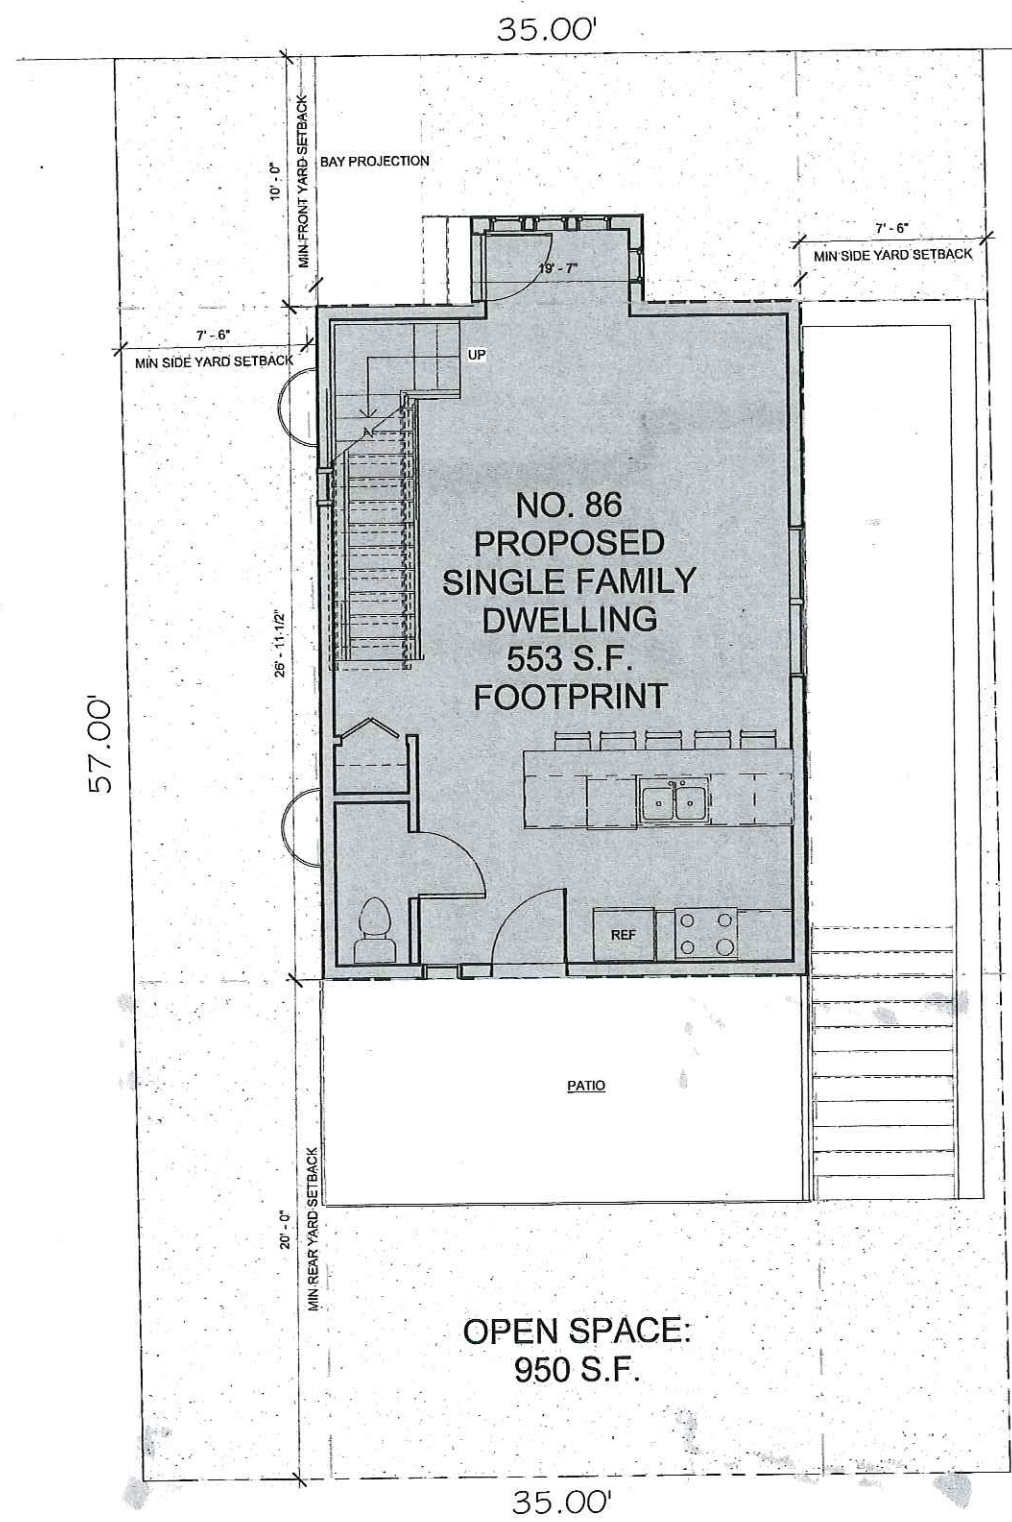 35.00'
MIN FRONT YARD SETBACK
10' - 0"
BAY PROJECTION
7' - 6"
MIN SIDE YARD SETBACK
19' - 7"
7' - 6"
MIN SIDE YARD SETBACK
UP
NO. 86
PROPOSED
SINGLE FAMILY
DWELLING
553 S.F.
FOOTPRINT
26' - 11-1/2"
57.00'
REF
PATIO
20' - 0"
MIN REAR YARD SETBACK
OPEN SPACE:
950 S.F.
35.00'